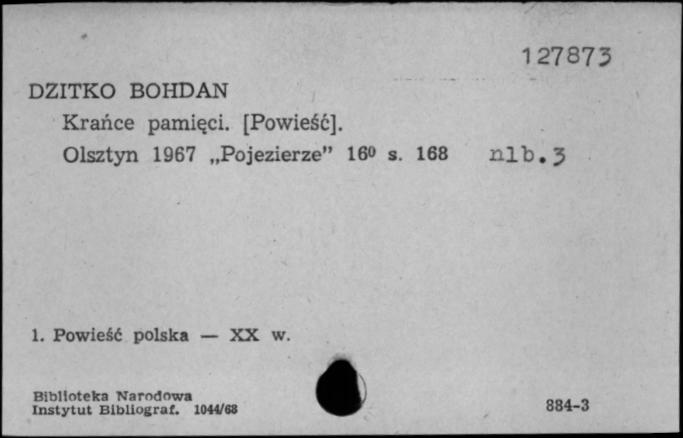 127873
DZITKO BOHDAN
Krańce pamięci. [Powieść].
Olsztyn 1967 „Pojezierze” 16⁰ s. 168 nlb.3
1. Powieść polska — XX w.
Biblioteka Narodowa
Instytut Bibliograf. 1044/68
884-3